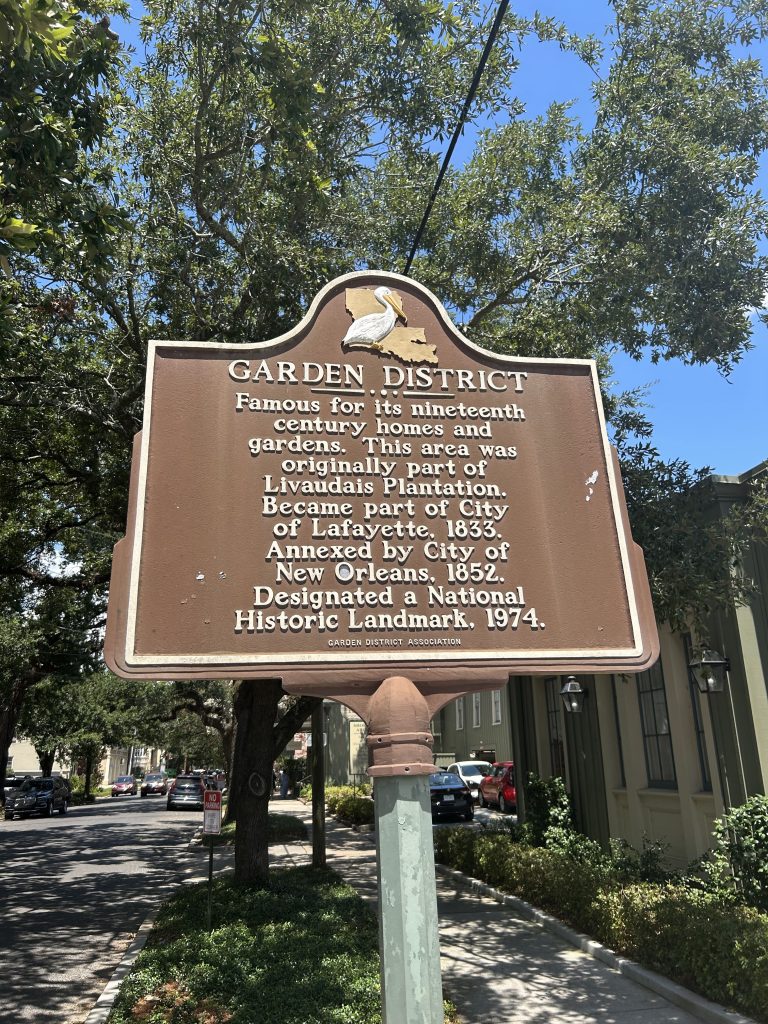 GARDEN DISTRICT
Famous for its nineteenth
century homes and
gardens. This area was
originally part of
Livaudais Plantation.
Became part of City
of Lafayette, 1833.
Annexed by City of
New Orleans, 1852.
Designated a National
Historic Landmark, 1974.
GARDEN DISTRICT ASSOCIATION
NO
PARKING